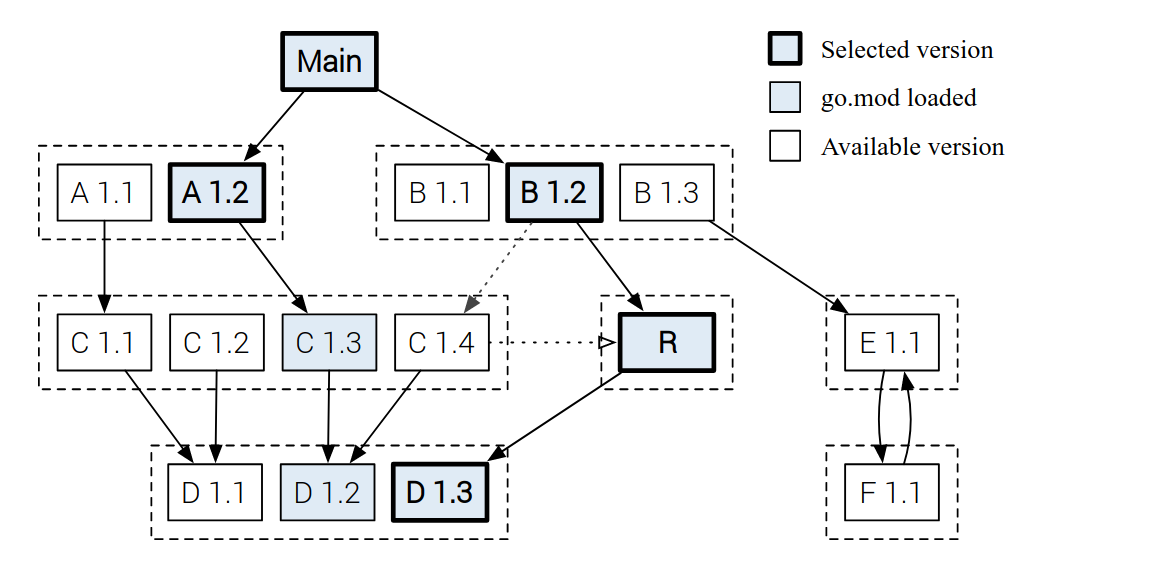 Main
Selected version
go.mod loaded
Available version
A 1.1
A 1.2
B 1.1
B 1.2
B 1.3
C 1.1
C 1.2
C 1.3
C 1.4
R
E 1.1
D 1.1
D 1.2
D 1.3
F 1.1